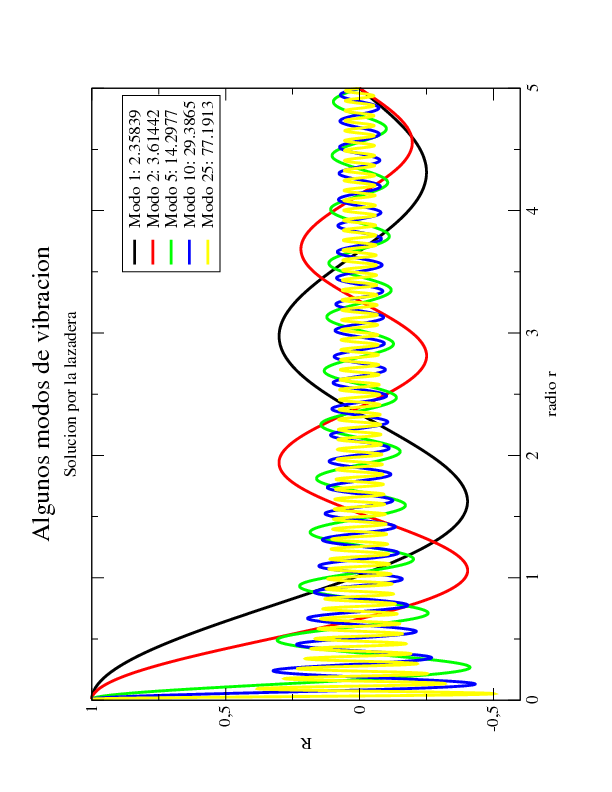 Algunos modos de vibracion
Solucion por la lazadera
Modo 1: 2.35839
Modo 2: 3.61442
Modo 5: 14.2977
Modo 10: 29.3865
Modo 25: 77.1913
1
0,5
0
-0,5
R
0
1
2
3
4
5
radio r